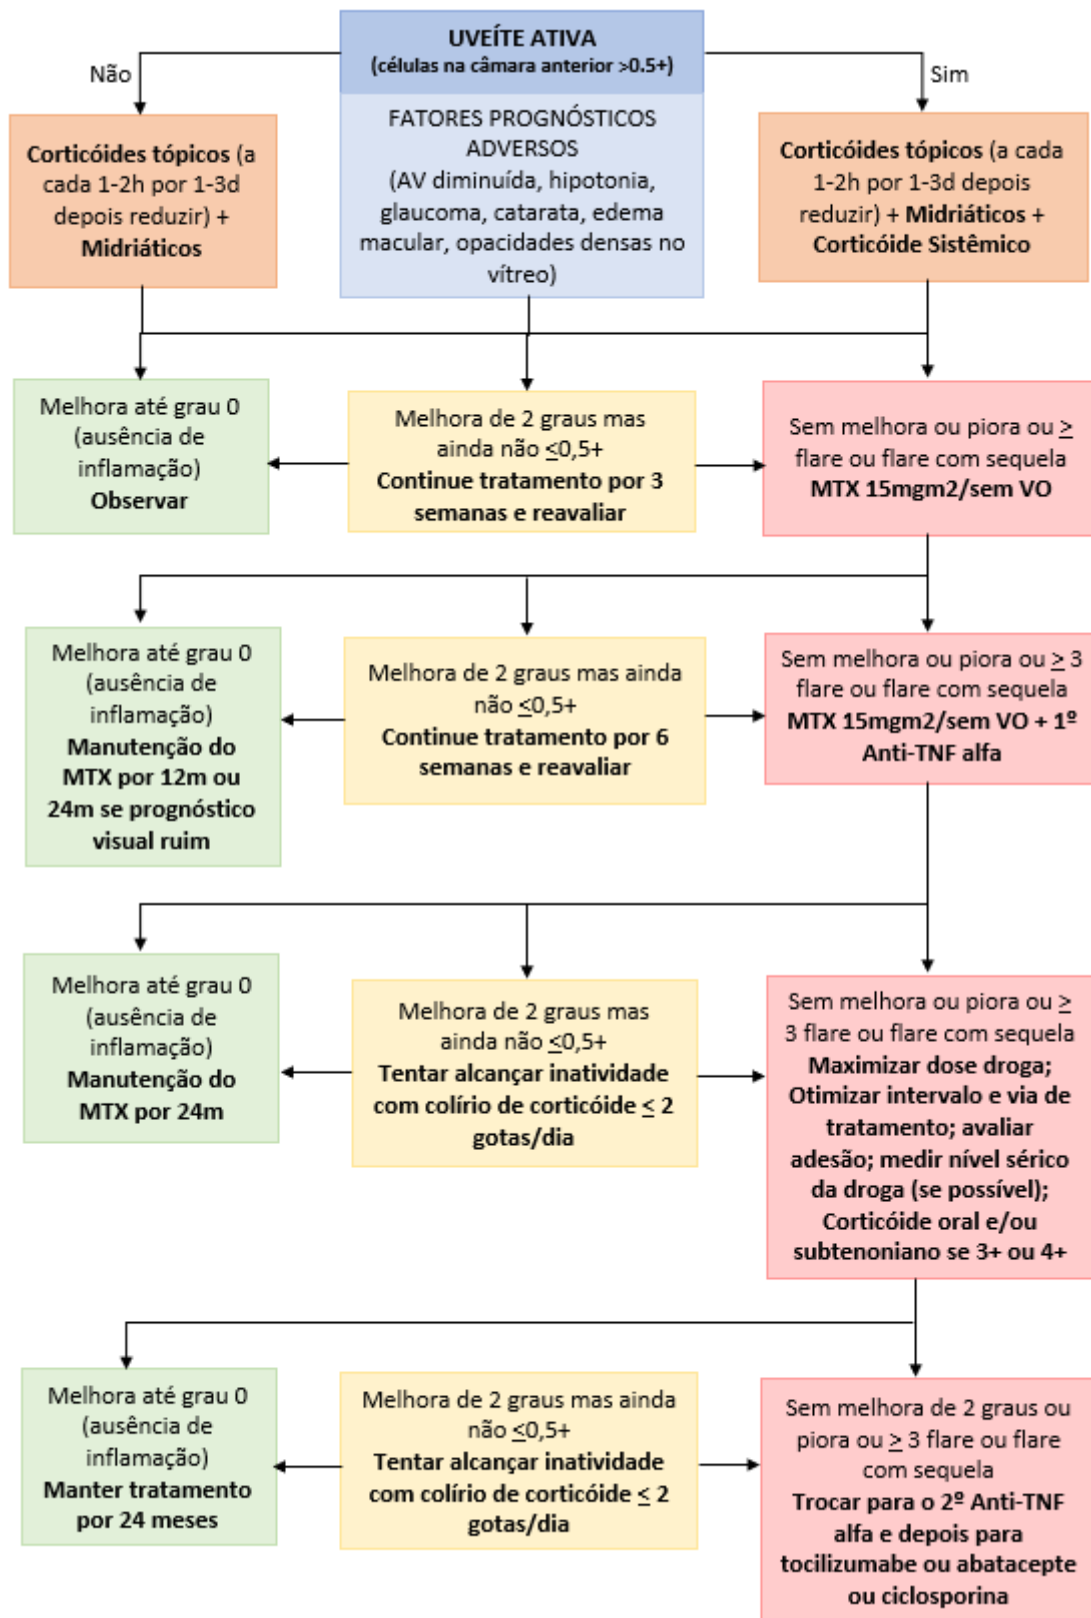 UVEÍTE ATIVA
(células na câmara anterior >0.5+)
Não
Sim
FATORES PROGNÓSTICOS
ADVERSOS
(AV diminuída, hipotonia,
glaucoma, catarata, edema
macular, opacidades densas no
vítreo)
Corticóides tópicos (a
cada 1-2h por 1-3d
depois reduzir) +
Midriáticos
Corticóides tópicos (a cada
1-2h por 1-3d depois
reduzir) + Midriáticos +
Corticóide Sistêmico
Melhora até grau 0
(ausência de
inflamação)
Observar
Melhora de 2 graus mas
ainda não ≤0,5+
Continue tratamento por 3
semanas e reavaliar
Sem melhora ou piora ou ≥
flare ou flare com sequela
MTX 15mgm2/sem VO
Melhora até grau 0
(ausência de
inflamação)
Manutenção do
MTX por 12m ou
24m se prognóstico
visual ruim
Melhora de 2 graus mas ainda
não ≤0,5+
Continue tratamento por 6
semanas e reavaliar
Sem melhora ou piora ou ≥ 3
flare ou flare com sequela
MTX 15mgm2/sem VO + 1º
Anti-TNF alfa
Melhora até grau 0
(ausência de
inflamação)
Manutenção do
MTX por 24m
Melhora de 2 graus mas
ainda não ≤0,5+
Tentar alcançar inatividade
com colírio de corticóide ≤ 2
gotas/dia
Sem melhora ou piora ou ≥
3 flare ou flare com sequela
Maximizar dose droga;
Otimizar intervalo e via de
tratamento; avaliar
adesão; medir nível sérico
da droga (se possível);
Corticóide oral e/ou
subtenoniano se 3+ ou 4+
Melhora até grau 0
(ausência de
inflamação)
Manter tratamento
por 24 meses
Melhora de 2 graus mas ainda
não ≤0,5+
Tentar alcançar inatividade
com colírio de corticóide ≤ 2
gotas/dia
Sem melhora de 2 graus ou
piora ou ≥ 3 flare ou flare
com sequela
Trocar para o 2º Anti-TNF
alfa e depois para
tocilizumabe ou abatacepte
ou ciclosporina